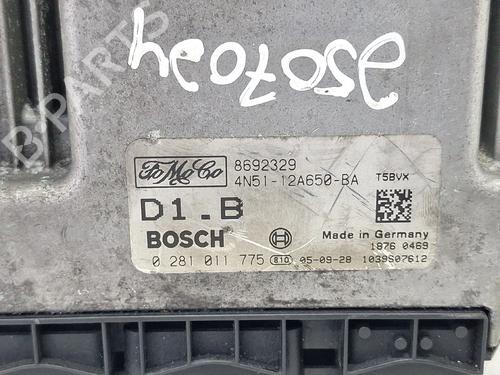 FoMoCo
8692329
4N51-12A650-BA
T5BVX
D1.B
BOSCH
Made in Germany
1876 0469
0 281 011 775
B10
05-09-28
1039S07612